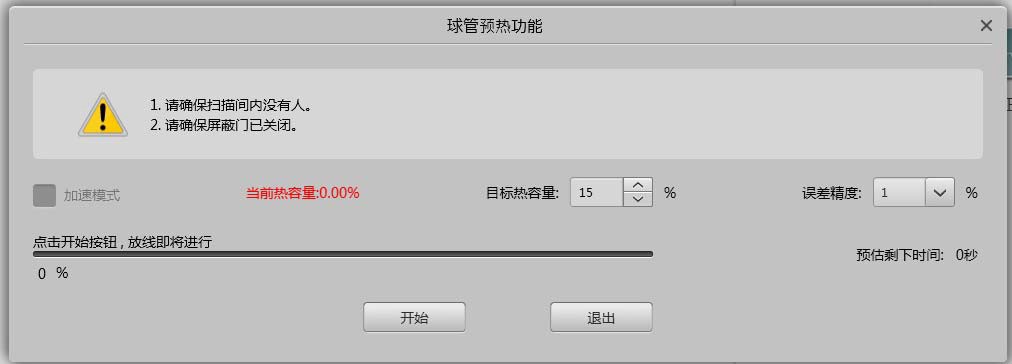 球管预热功能
1. 请确保扫描间内没有人。
2. 请确保屏蔽门已关闭。
加速模式 当前热容量:0.00% 目标热容量: 15 % 误差精度: 1 %
点击开始按钮，放线即将进行
预估剩下时间: 0秒
0 %
开始 退出